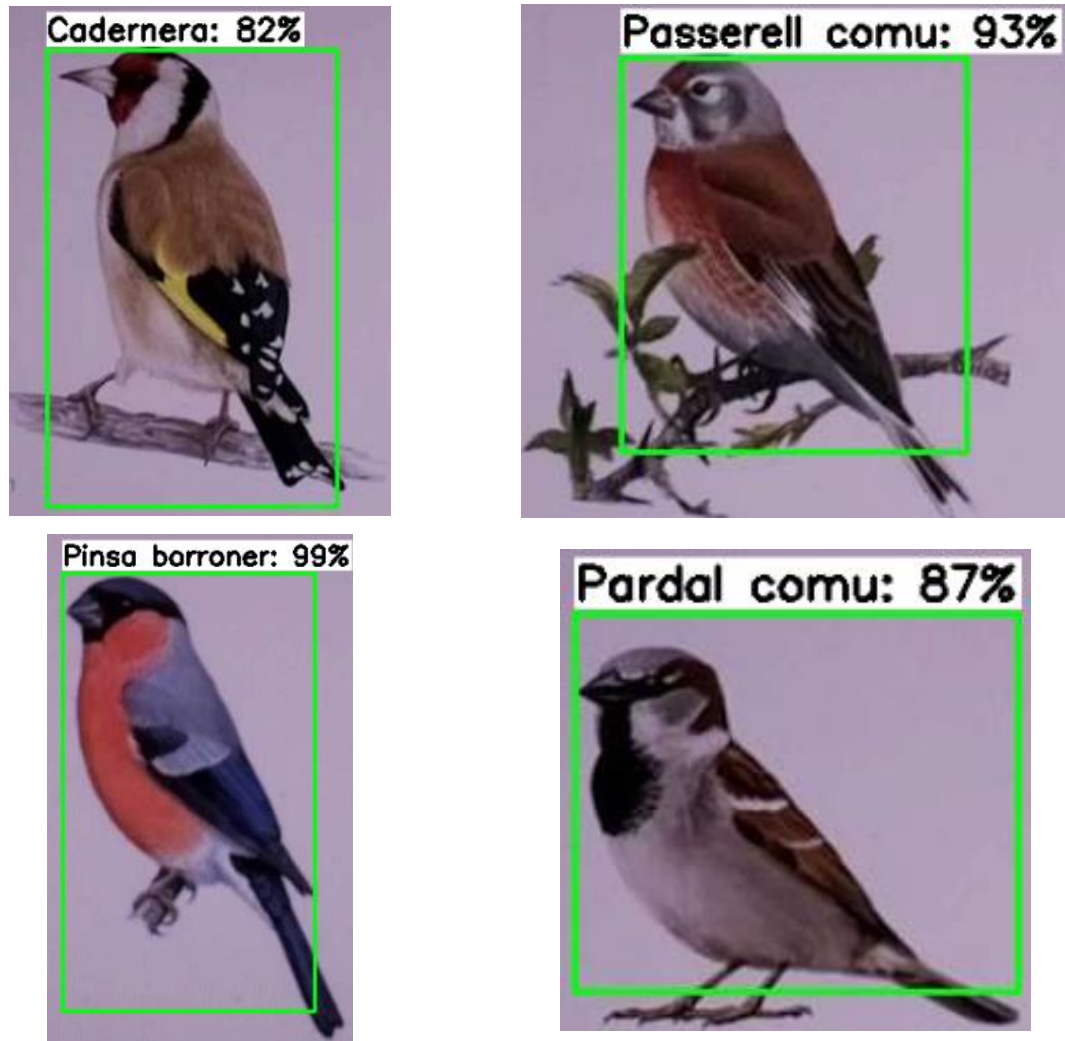 Cadernera: 82%
Passerell comu: 93%
Pinsa borroner: 99%
Pardal comu: 87%